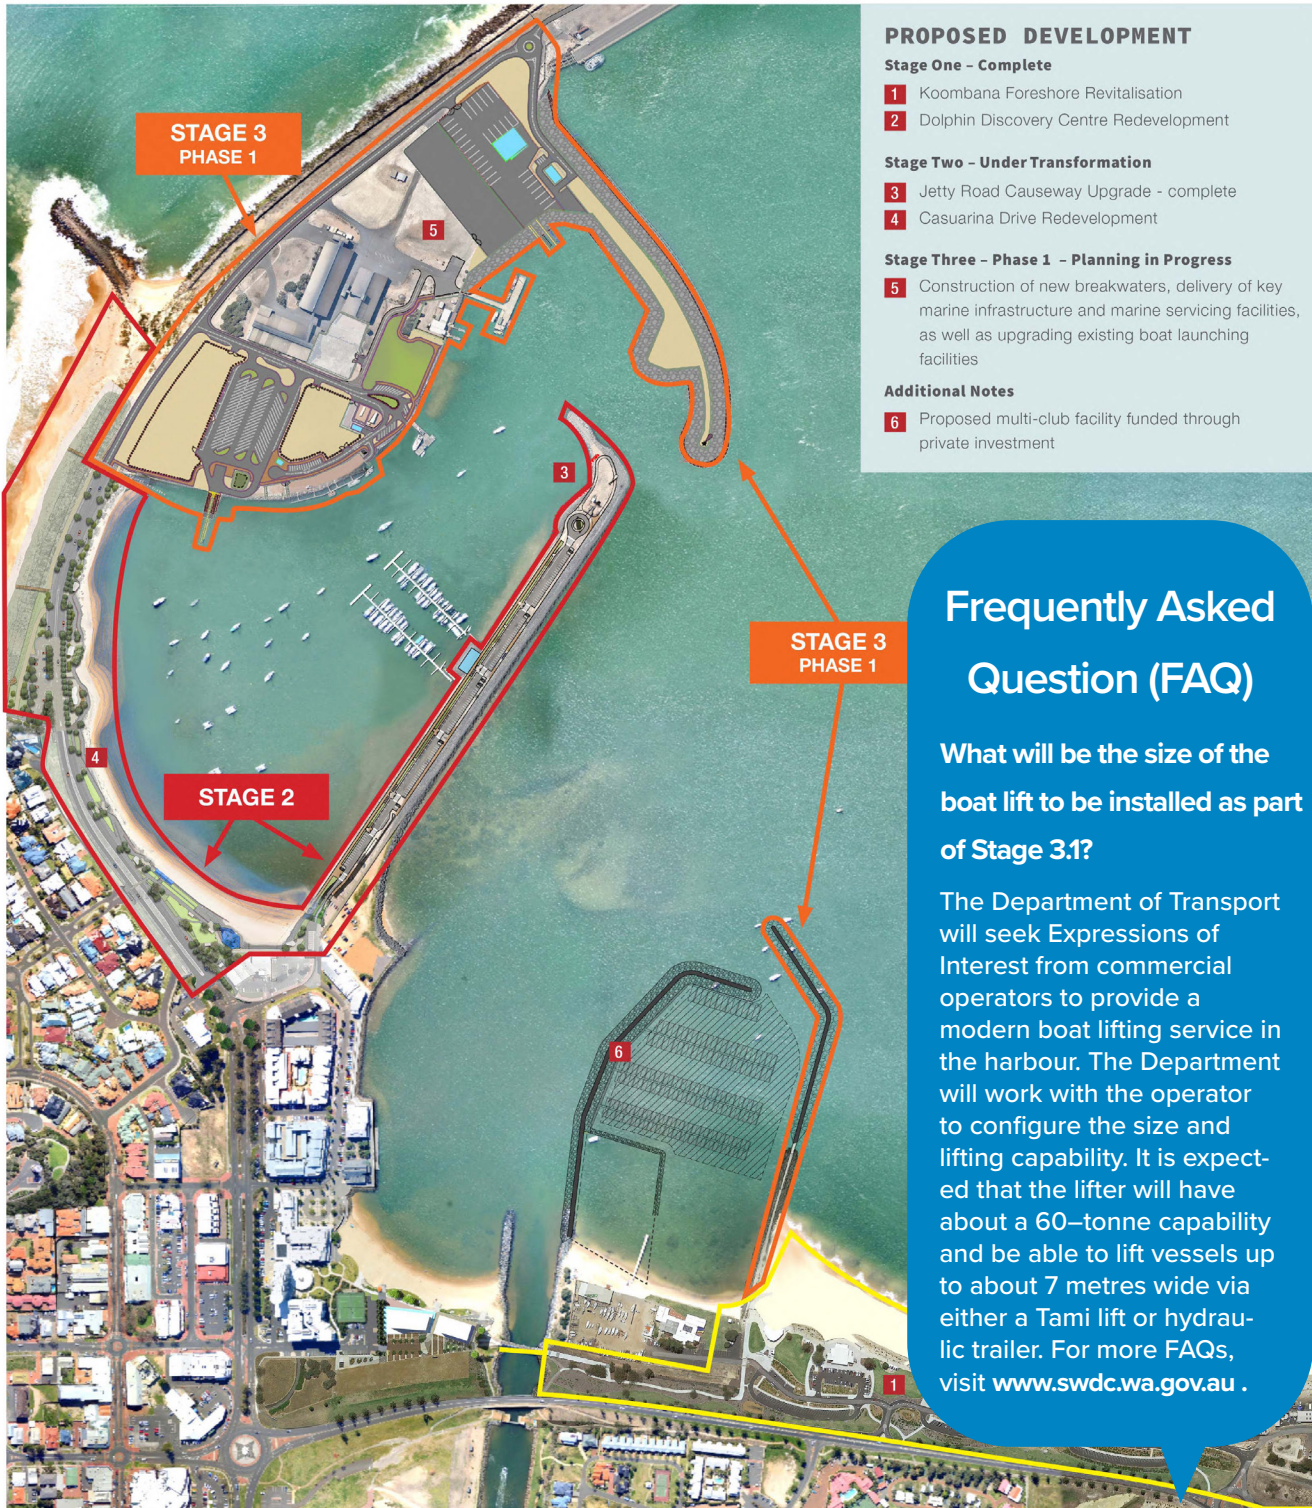 PROPOSED DEVELOPMENT
Stage One – Complete
1 Koombana Foreshore Revitalisation
2 Dolphin Discovery Centre Redevelopment
Stage Two – Under Transformation
3 Jetty Road Causeway Upgrade - complete
4 Casuarina Drive Redevelopment
Stage Three – Phase 1 – Planning in Progress
5 Construction of new breakwaters, delivery of key
marine infrastructure and marine servicing facilities,
as well as upgrading existing boat launching
facilities
Additional Notes
6 Proposed multi-club facility funded through
private investment
STAGE 3
PHASE 1
5
3
STAGE 3
PHASE 1
4
STAGE 2
6
1
Frequently Asked
Question (FAQ)
What will be the size of the
boat lift to be installed as part
of Stage 3.1?
The Department of Transport
will seek Expressions of
Interest from commercial
operators to provide a
modern boat lifting service in
the harbour. The Department
will work with the operator
to configure the size and
lifting capability. It is expect-
ed that the lifter will have
about a 60–tonne capability
and be able to lift vessels up
to about 7 metres wide via
either a Tami lift or hydrau-
lic trailer. For more FAQs,
visit www.swdc.wa.gov.au .